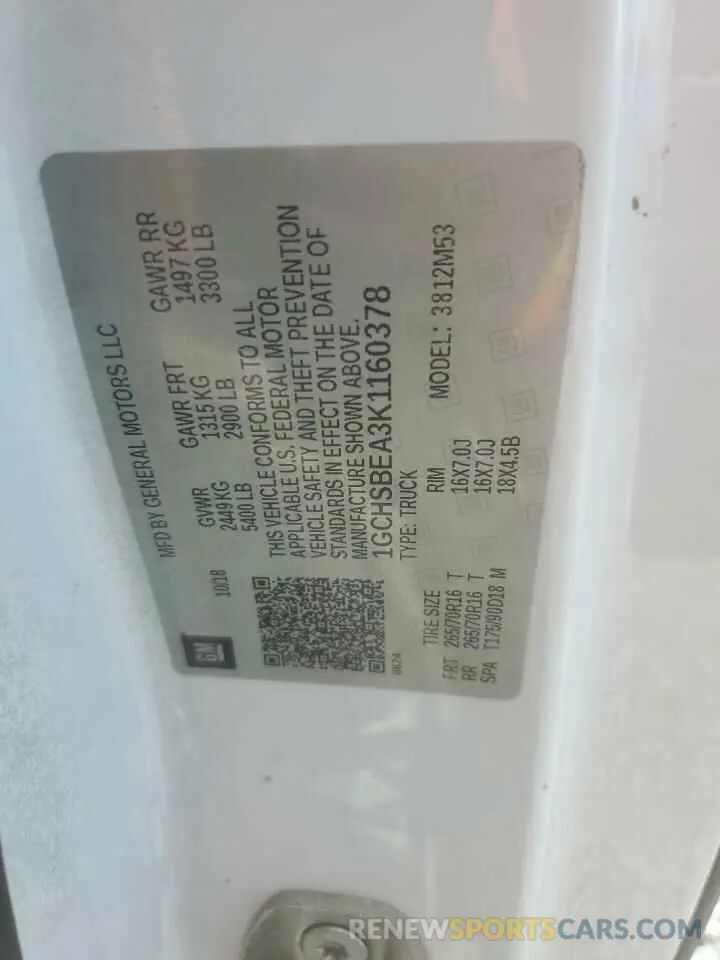 MFD BY GENERAL MOTORS LLC
GM
10/18
GVWR
2449 KG
5400 LB
GAWR FRT
1315 KG
2900 LB
GAWR RR
1497 KG
3300 LB
THIS VEHICLE CONFORMS TO ALL
APPLICABLE U.S. FEDERAL MOTOR
VEHICLE SAFETY AND THEFT PREVENTION
STANDARDS IN EFFECT ON THE DATE OF
MANUFACTURE SHOWN ABOVE.
1GCHSBEA3K1160378
TYPE: TRUCK
MODEL: 3812M53
TIRE SIZE RIM
FRT 265/70R16 T 16X7.0J
RR 265/70R16 T 16X7.0J
SPA T175/90D18 M 18X4.5B
RENEWSPORTSCARS.COM